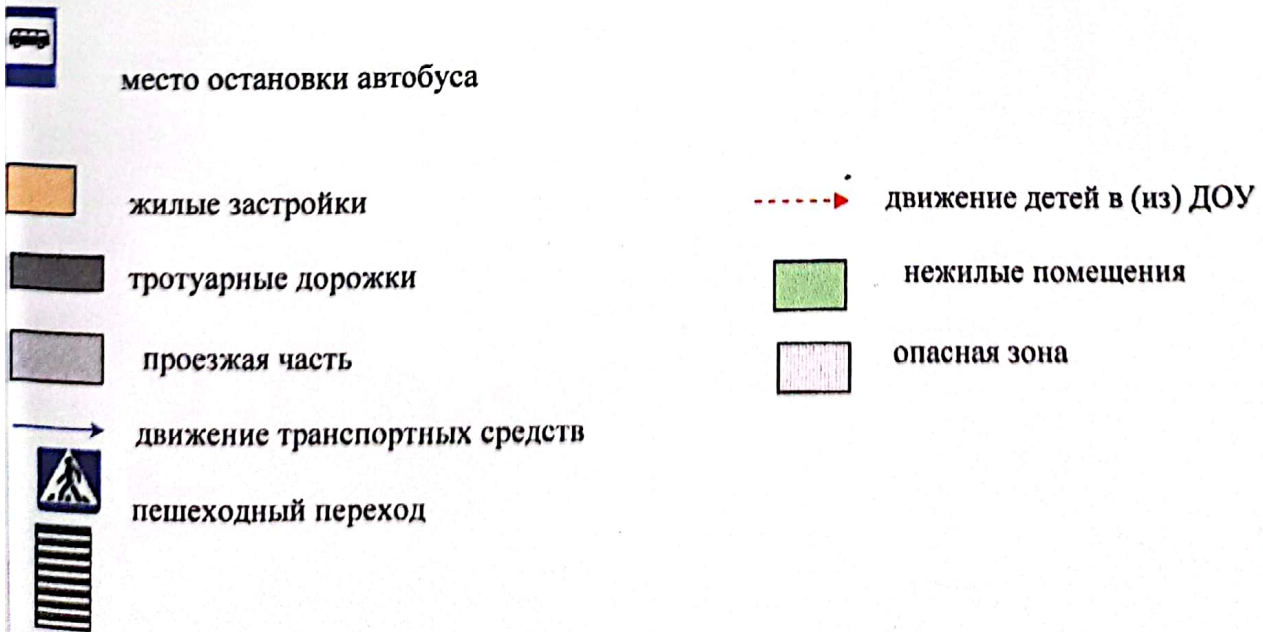 место остановки автобуса
жилые застройки
тротуарные дорожки
проезжая часть
движение транспортных средств
пешеходный переход
движение детей в (из) ДОУ
нежилые помещения
опасная зона